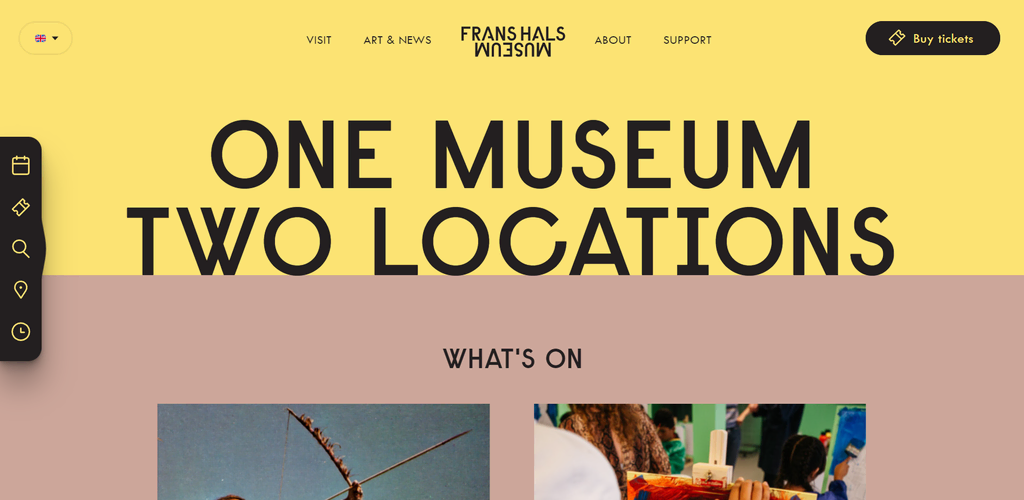 VISIT
ART & NEWS
FRANS HALS
MUSEUM
ABOUT
SUPPORT
Buy tickets
ONE MUSEUM
TWO LOCATIONS
WHAT'S ON